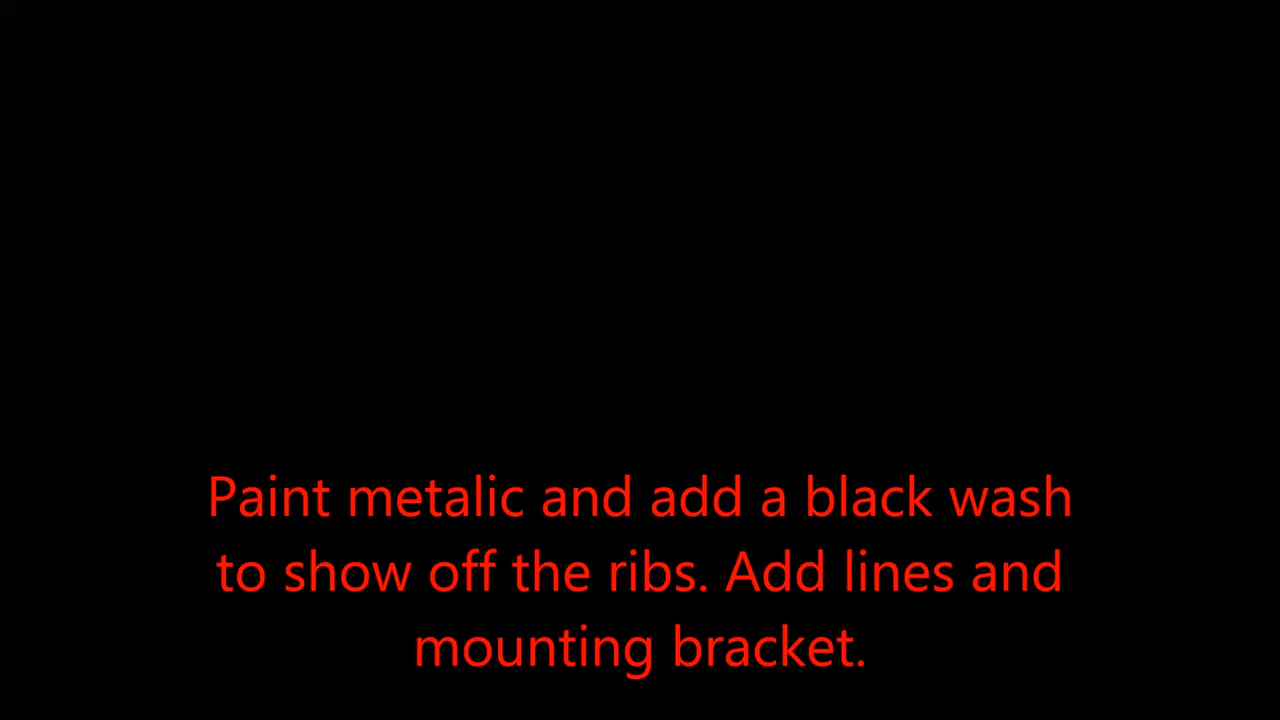 Paint metalic and add a black wash
to show off the ribs. Add lines and
mounting bracket.